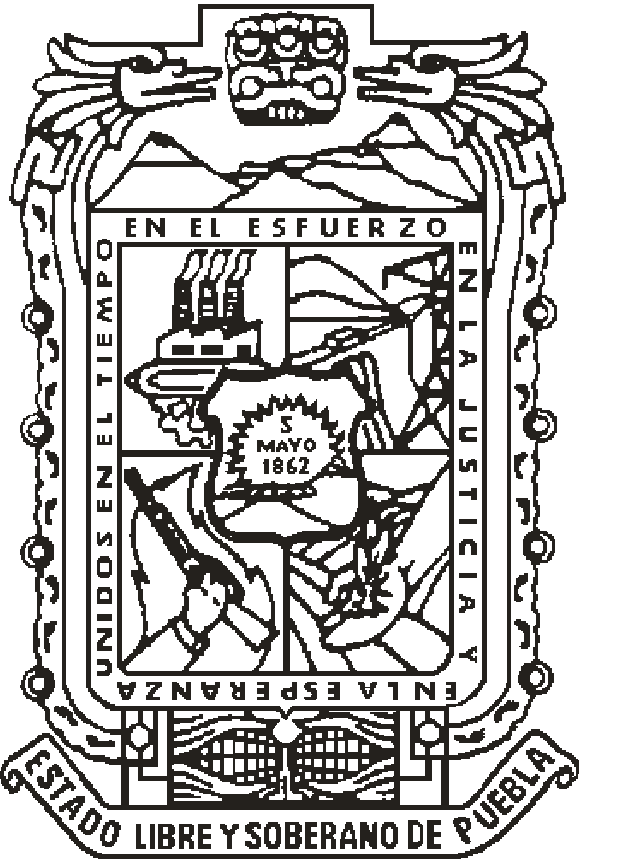 UNIDOS EN EL TIEMPO
EN EL ESFUERZO
EN LA JUSTICIA Y
EN LA ESPERANZA
5
MAYO
1862
ESTADO LIBRE Y SOBERANO DE PUEBLA